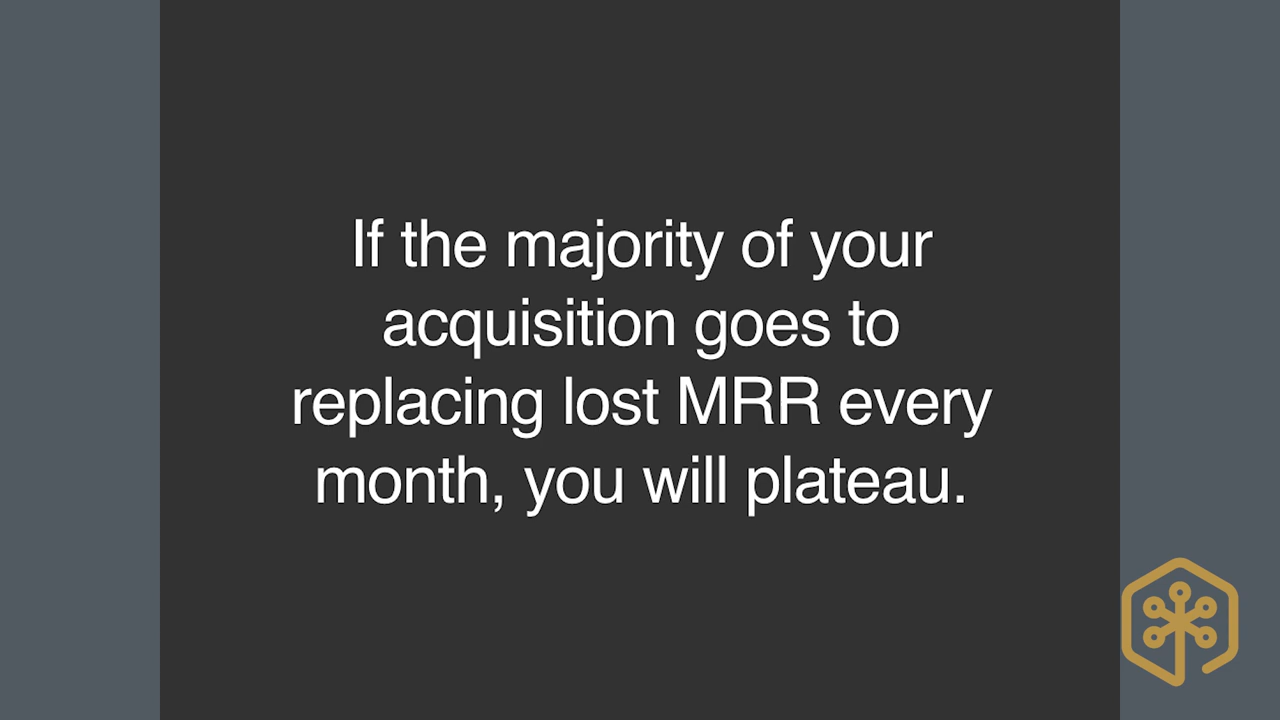 If the majority of your
acquisition goes to
replacing lost MRR every
month, you will plateau.